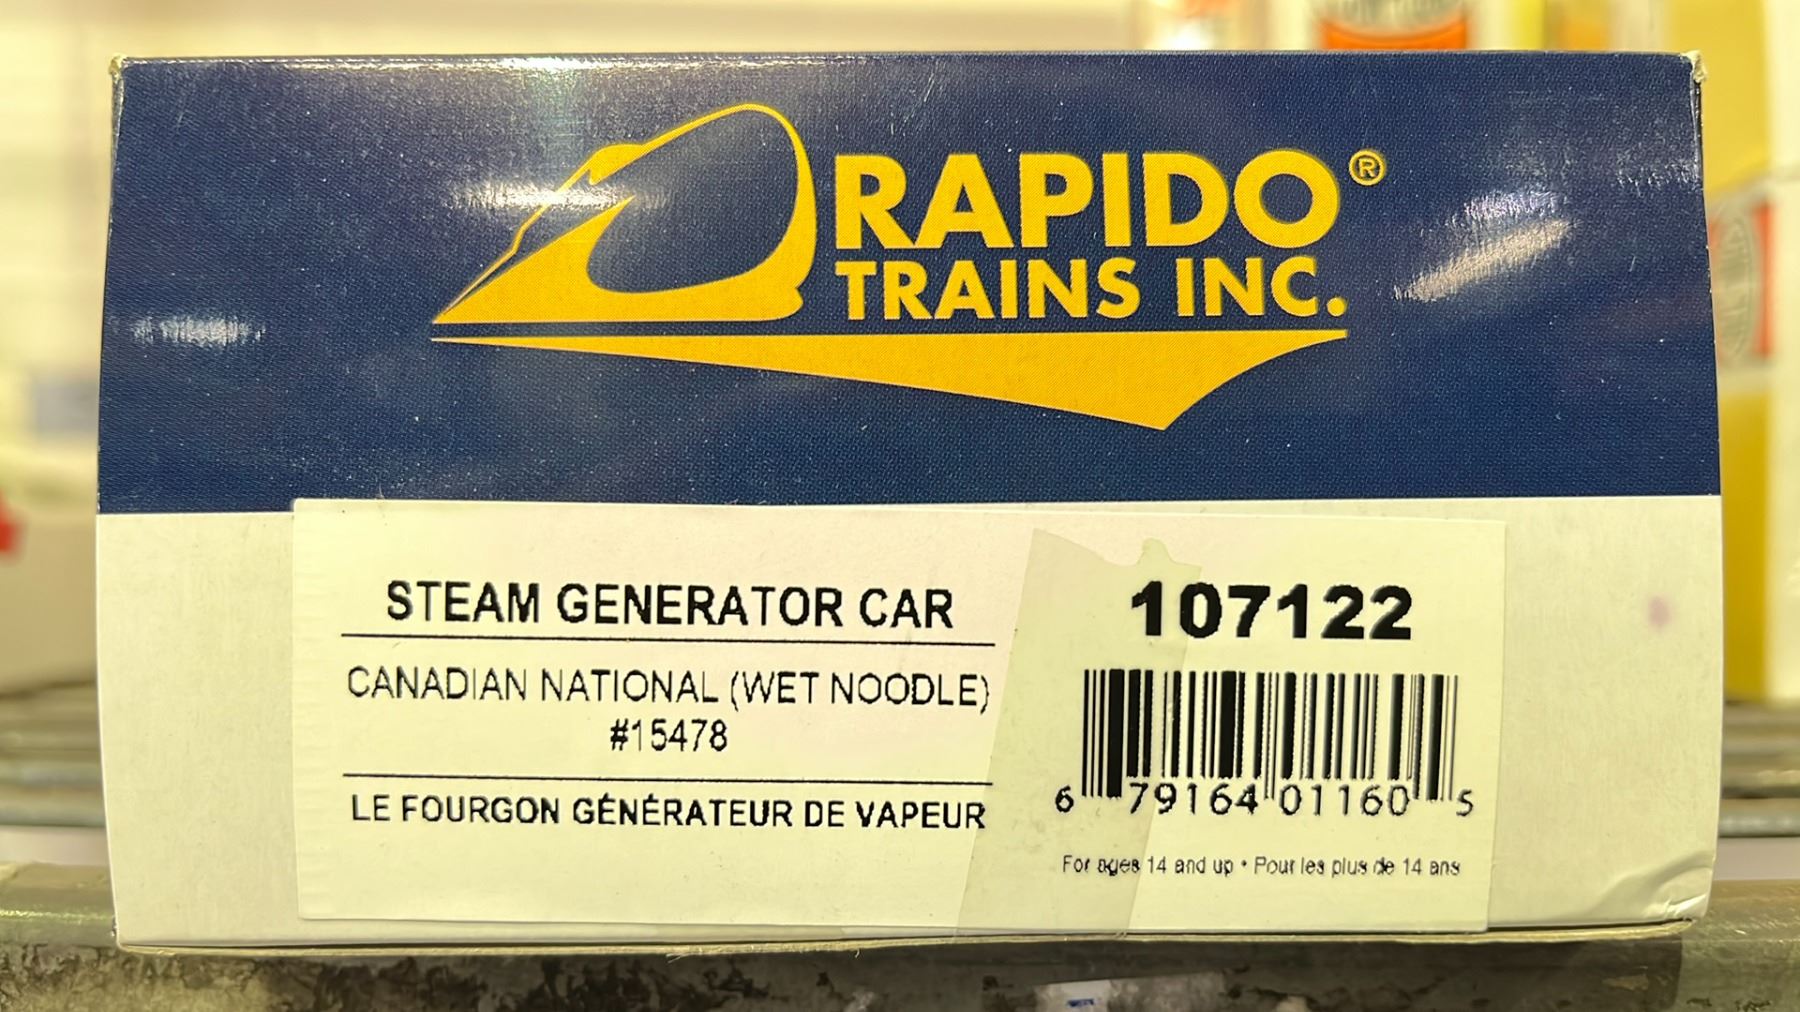 RAPIDO®
TRAINS INC.
STEAM GENERATOR CAR
CANADIAN NATIONAL (WET NOODLE)
#15478
LE FOURGON GÉNÉRATEUR DE VAPEUR
107122
6 79164 01160 5
For ages 14 and up • Pour les plus de 14 ans